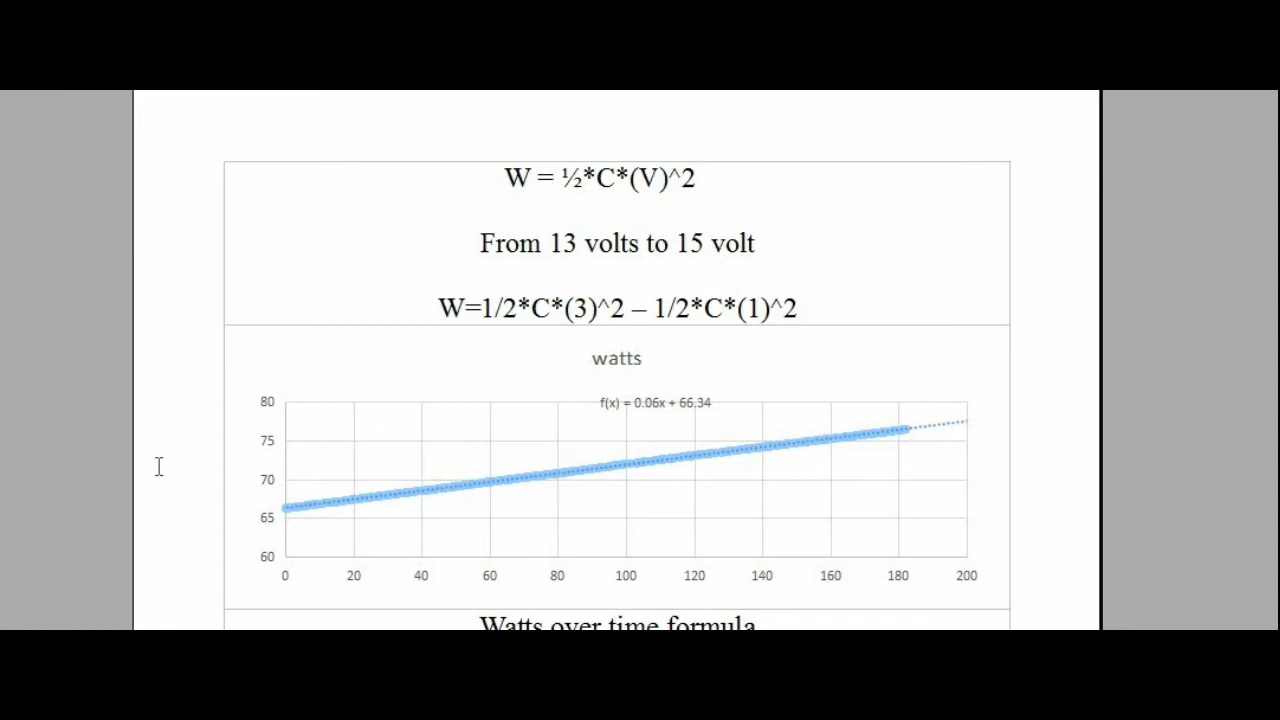 W = ½*C*(V)^2
From 13 volts to 15 volt
W=1/2*C*(3)^2 – 1/2*C*(1)^2
watts
f(x) = 0.06x + 66.34
80
75
70
65
60
0 20 40 60 80 100 120 140 160 180 200
Watts over time formula